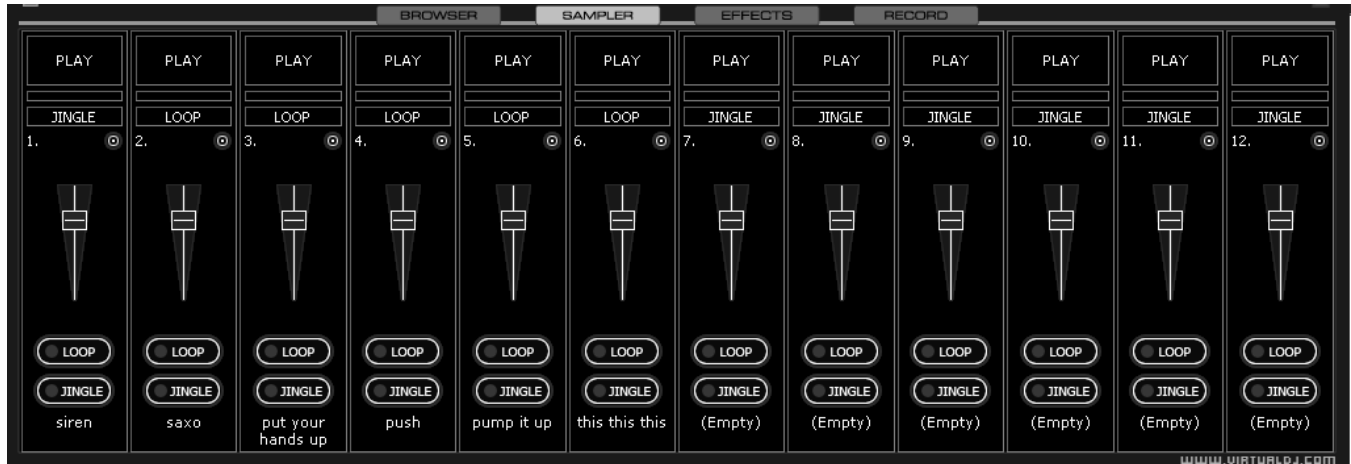 BROWSER SAMPLER EFFECTS RECORD
PLAY PLAY PLAY PLAY PLAY PLAY PLAY PLAY PLAY PLAY PLAY PLAY
JINGLE LOOP LOOP LOOP LOOP LOOP JINGLE JINGLE JINGLE JINGLE JINGLE JINGLE
1. 2. 3. 4. 5. 6. 7. 8. 9. 10. 11. 12.
LOOP LOOP LOOP LOOP LOOP LOOP LOOP LOOP LOOP LOOP LOOP LOOP
JINGLE JINGLE JINGLE JINGLE JINGLE JINGLE JINGLE JINGLE JINGLE JINGLE JINGLE JINGLE
siren saxo put your push pump it up this this this (Empty) (Empty) (Empty) (Empty) (Empty) (Empty)
hands up
WWW.VIRTUALDJ.COM